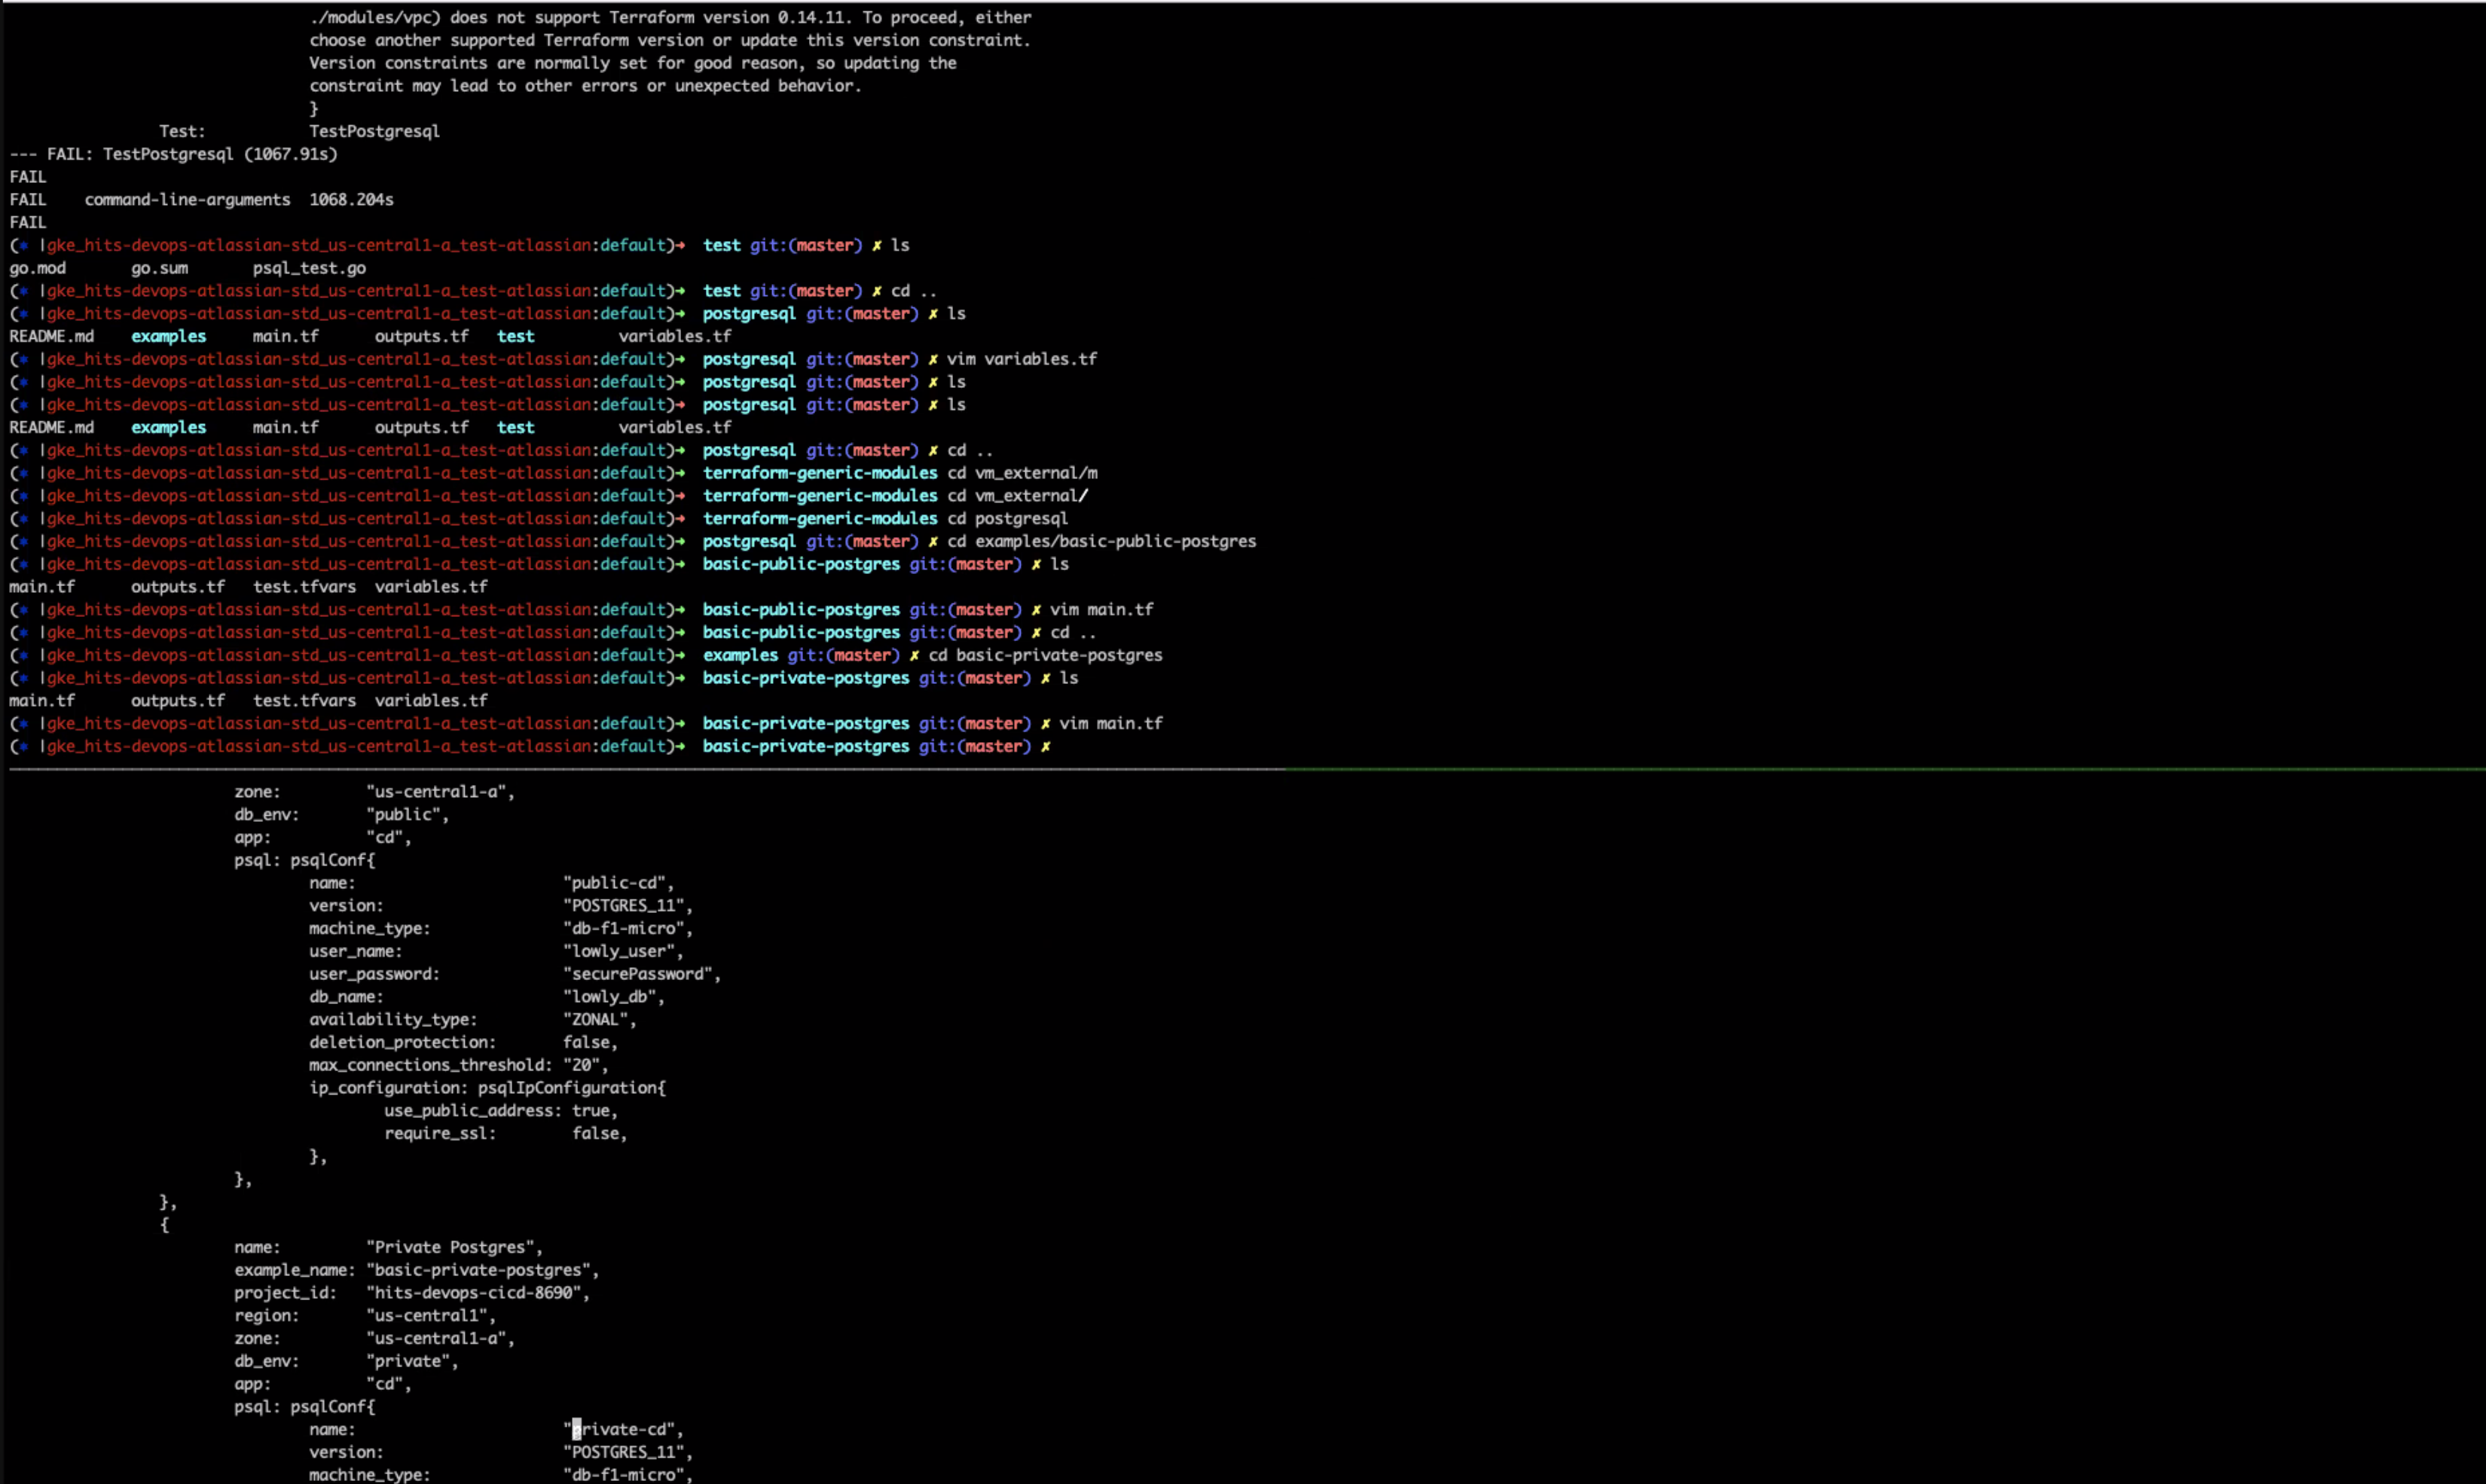 ./modules/vpc) does not support Terraform version 0.14.11. To proceed, either
choose another supported Terraform version or update this version constraint.
Version constraints are normally set for good reason, so updating the
constraint may lead to other errors or unexpected behavior.
}
Test: TestPostgresql
--- FAIL: TestPostgresql (1067.91s)
FAIL
FAIL command-line-arguments 1068.204s
FAIL
(* |gke_hits-devops-atlassian-std_us-central1-a_test-atlassian:default)→ test git:(master) ✗ ls
go.mod go.sum psql_test.go
(* |gke_hits-devops-atlassian-std_us-central1-a_test-atlassian:default)→ test git:(master) ✗ cd ..
(* |gke_hits-devops-atlassian-std_us-central1-a_test-atlassian:default)→ postgresql git:(master) ✗ ls
README.md examples main.tf outputs.tf test variables.tf
(* |gke_hits-devops-atlassian-std_us-central1-a_test-atlassian:default)→ postgresql git:(master) ✗ vim variables.tf
(* |gke_hits-devops-atlassian-std_us-central1-a_test-atlassian:default)→ postgresql git:(master) ✗ ls
(* |gke_hits-devops-atlassian-std_us-central1-a_test-atlassian:default)→ postgresql git:(master) ✗ ls
README.md examples main.tf outputs.tf test variables.tf
(* |gke_hits-devops-atlassian-std_us-central1-a_test-atlassian:default)→ postgresql git:(master) ✗ cd ..
(* |gke_hits-devops-atlassian-std_us-central1-a_test-atlassian:default)→ terraform-generic-modules cd vm_external/m
(* |gke_hits-devops-atlassian-std_us-central1-a_test-atlassian:default)→ terraform-generic-modules cd vm_external/
(* |gke_hits-devops-atlassian-std_us-central1-a_test-atlassian:default)→ terraform-generic-modules cd postgresql
(* |gke_hits-devops-atlassian-std_us-central1-a_test-atlassian:default)→ postgresql git:(master) ✗ cd examples/basic-public-postgres
(* |gke_hits-devops-atlassian-std_us-central1-a_test-atlassian:default)→ basic-public-postgres git:(master) ✗ ls
main.tf outputs.tf test.tfvars variables.tf
(* |gke_hits-devops-atlassian-std_us-central1-a_test-atlassian:default)→ basic-public-postgres git:(master) ✗ vim main.tf
(* |gke_hits-devops-atlassian-std_us-central1-a_test-atlassian:default)→ basic-public-postgres git:(master) ✗ cd ..
(* |gke_hits-devops-atlassian-std_us-central1-a_test-atlassian:default)→ examples git:(master) ✗ cd basic-private-postgres
(* |gke_hits-devops-atlassian-std_us-central1-a_test-atlassian:default)→ basic-private-postgres git:(master) ✗ ls
main.tf outputs.tf test.tfvars variables.tf
(* |gke_hits-devops-atlassian-std_us-central1-a_test-atlassian:default)→ basic-private-postgres git:(master) ✗ vim main.tf
(* |gke_hits-devops-atlassian-std_us-central1-a_test-atlassian:default)→ basic-private-postgres git:(master) ✗
zone: "us-central1-a",
db_env: "public",
app: "cd",
psql: psqlConf{
name: "public-cd",
version: "POSTGRES_11",
machine_type: "db-f1-micro",
user_name: "lowly_user",
user_password: "securePassword",
db_name: "lowly_db",
availability_type: "ZONAL",
deletion_protection: false,
max_connections_threshold: "20",
ip_configuration: psqlIpConfiguration{
use_public_address: true,
require_ssl: false,
},
},
},
{
name: "Private Postgres",
example_name: "basic-private-postgres",
project_id: "hits-devops-cicd-8690",
region: "us-central1",
zone: "us-central1-a",
db_env: "private",
app: "cd",
psql: psqlConf{
name: "private-cd",
version: "POSTGRES_11",
machine_type: "db-f1-micro",